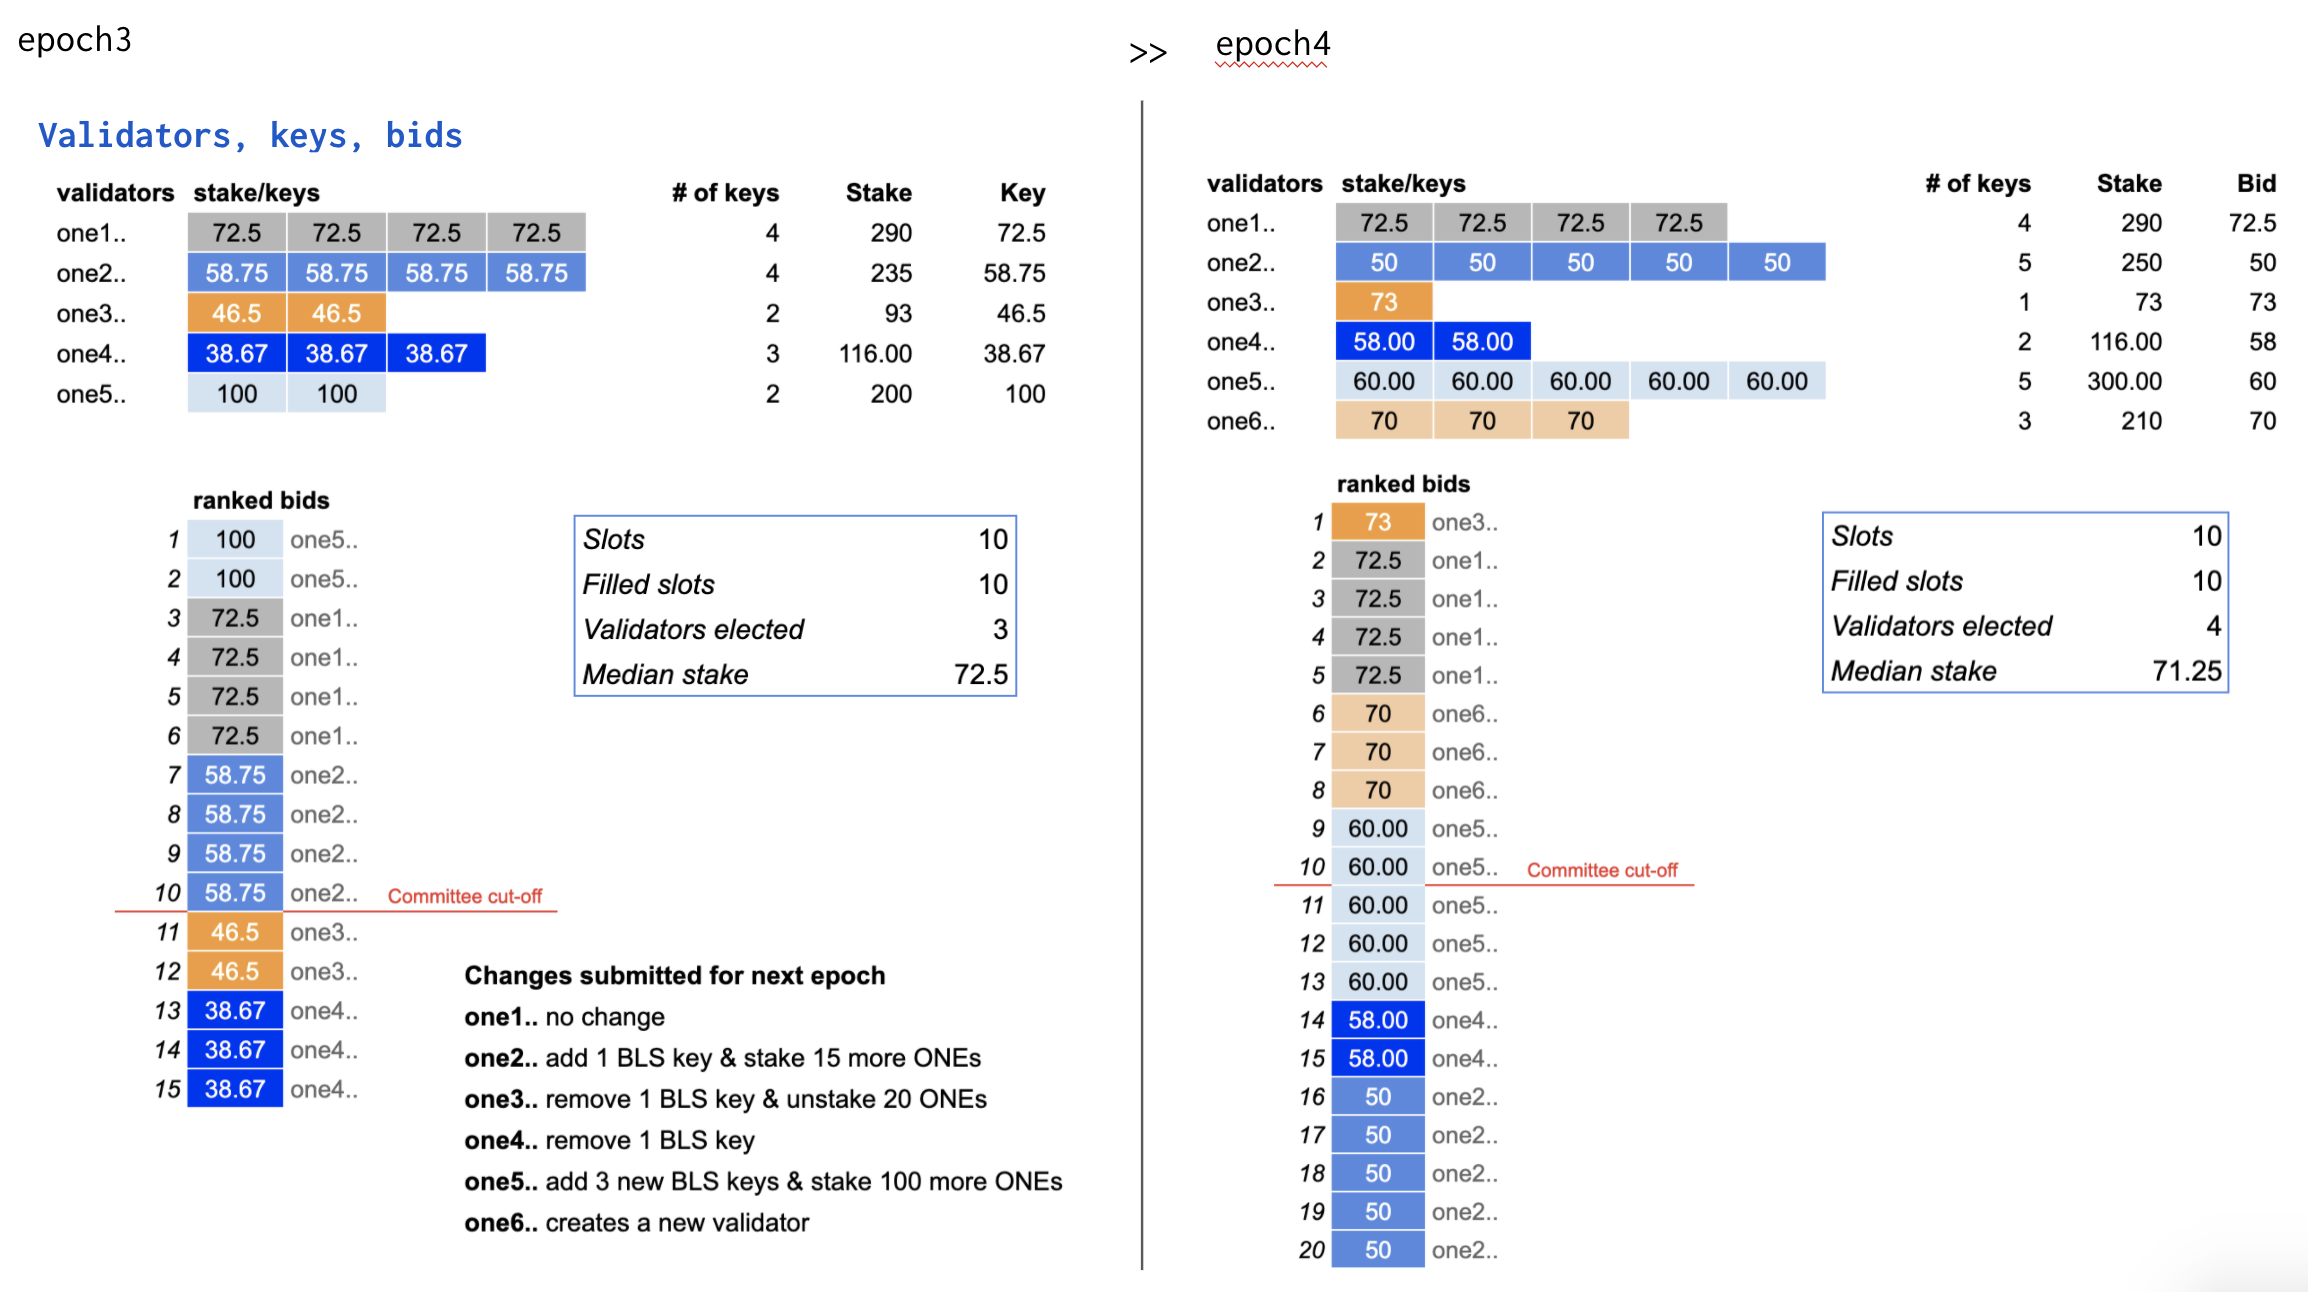 epoch3
>> epoch4
Validators, keys, bids
validators stake/keys # of keys Stake Key
one1.. 72.5 72.5 72.5 72.5 4 290 72.5
one2.. 58.75 58.75 58.75 58.75 4 235 58.75
one3.. 46.5 46.5 2 93 46.5
one4.. 38.67 38.67 38.67 3 116.00 38.67
one5.. 100 100 2 200 100
ranked bids
1 100 one5..
2 100 one5..
3 72.5 one1..
4 72.5 one1..
5 72.5 one1..
6 72.5 one1..
7 58.75 one2..
8 58.75 one2..
9 58.75 one2..
10 58.75 one2.. Committee cut-off
11 46.5 one3..
12 46.5 one3..
13 38.67 one4..
14 38.67 one4..
15 38.67 one4..
Slots 10
Filled slots 10
Validators elected 3
Median stake 72.5
Changes submitted for next epoch
one1.. no change
one2.. add 1 BLS key & stake 15 more ONEs
one3.. remove 1 BLS key & unstake 20 ONEs
one4.. remove 1 BLS key
one5.. add 3 new BLS keys & stake 100 more ONEs
one6.. creates a new validator
validators stake/keys # of keys Stake Bid
one1.. 72.5 72.5 72.5 72.5 4 290 72.5
one2.. 50 50 50 50 50 5 250 50
one3.. 73 1 73 73
one4.. 58.00 58.00 2 116.00 58
one5.. 60.00 60.00 60.00 60.00 60.00 5 300.00 60
one6.. 70 70 70 3 210 70
ranked bids
1 73 one3..
2 72.5 one1..
3 72.5 one1..
4 72.5 one1..
5 72.5 one1..
6 70 one6..
7 70 one6..
8 70 one6..
9 60.00 one5..
10 60.00 one5.. Committee cut-off
11 60.00 one5..
12 60.00 one5..
13 60.00 one5..
14 58.00 one4..
15 58.00 one4..
16 50 one2..
17 50 one2..
18 50 one2..
19 50 one2..
20 50 one2..
Slots 10
Filled slots 10
Validators elected 4
Median stake 71.25